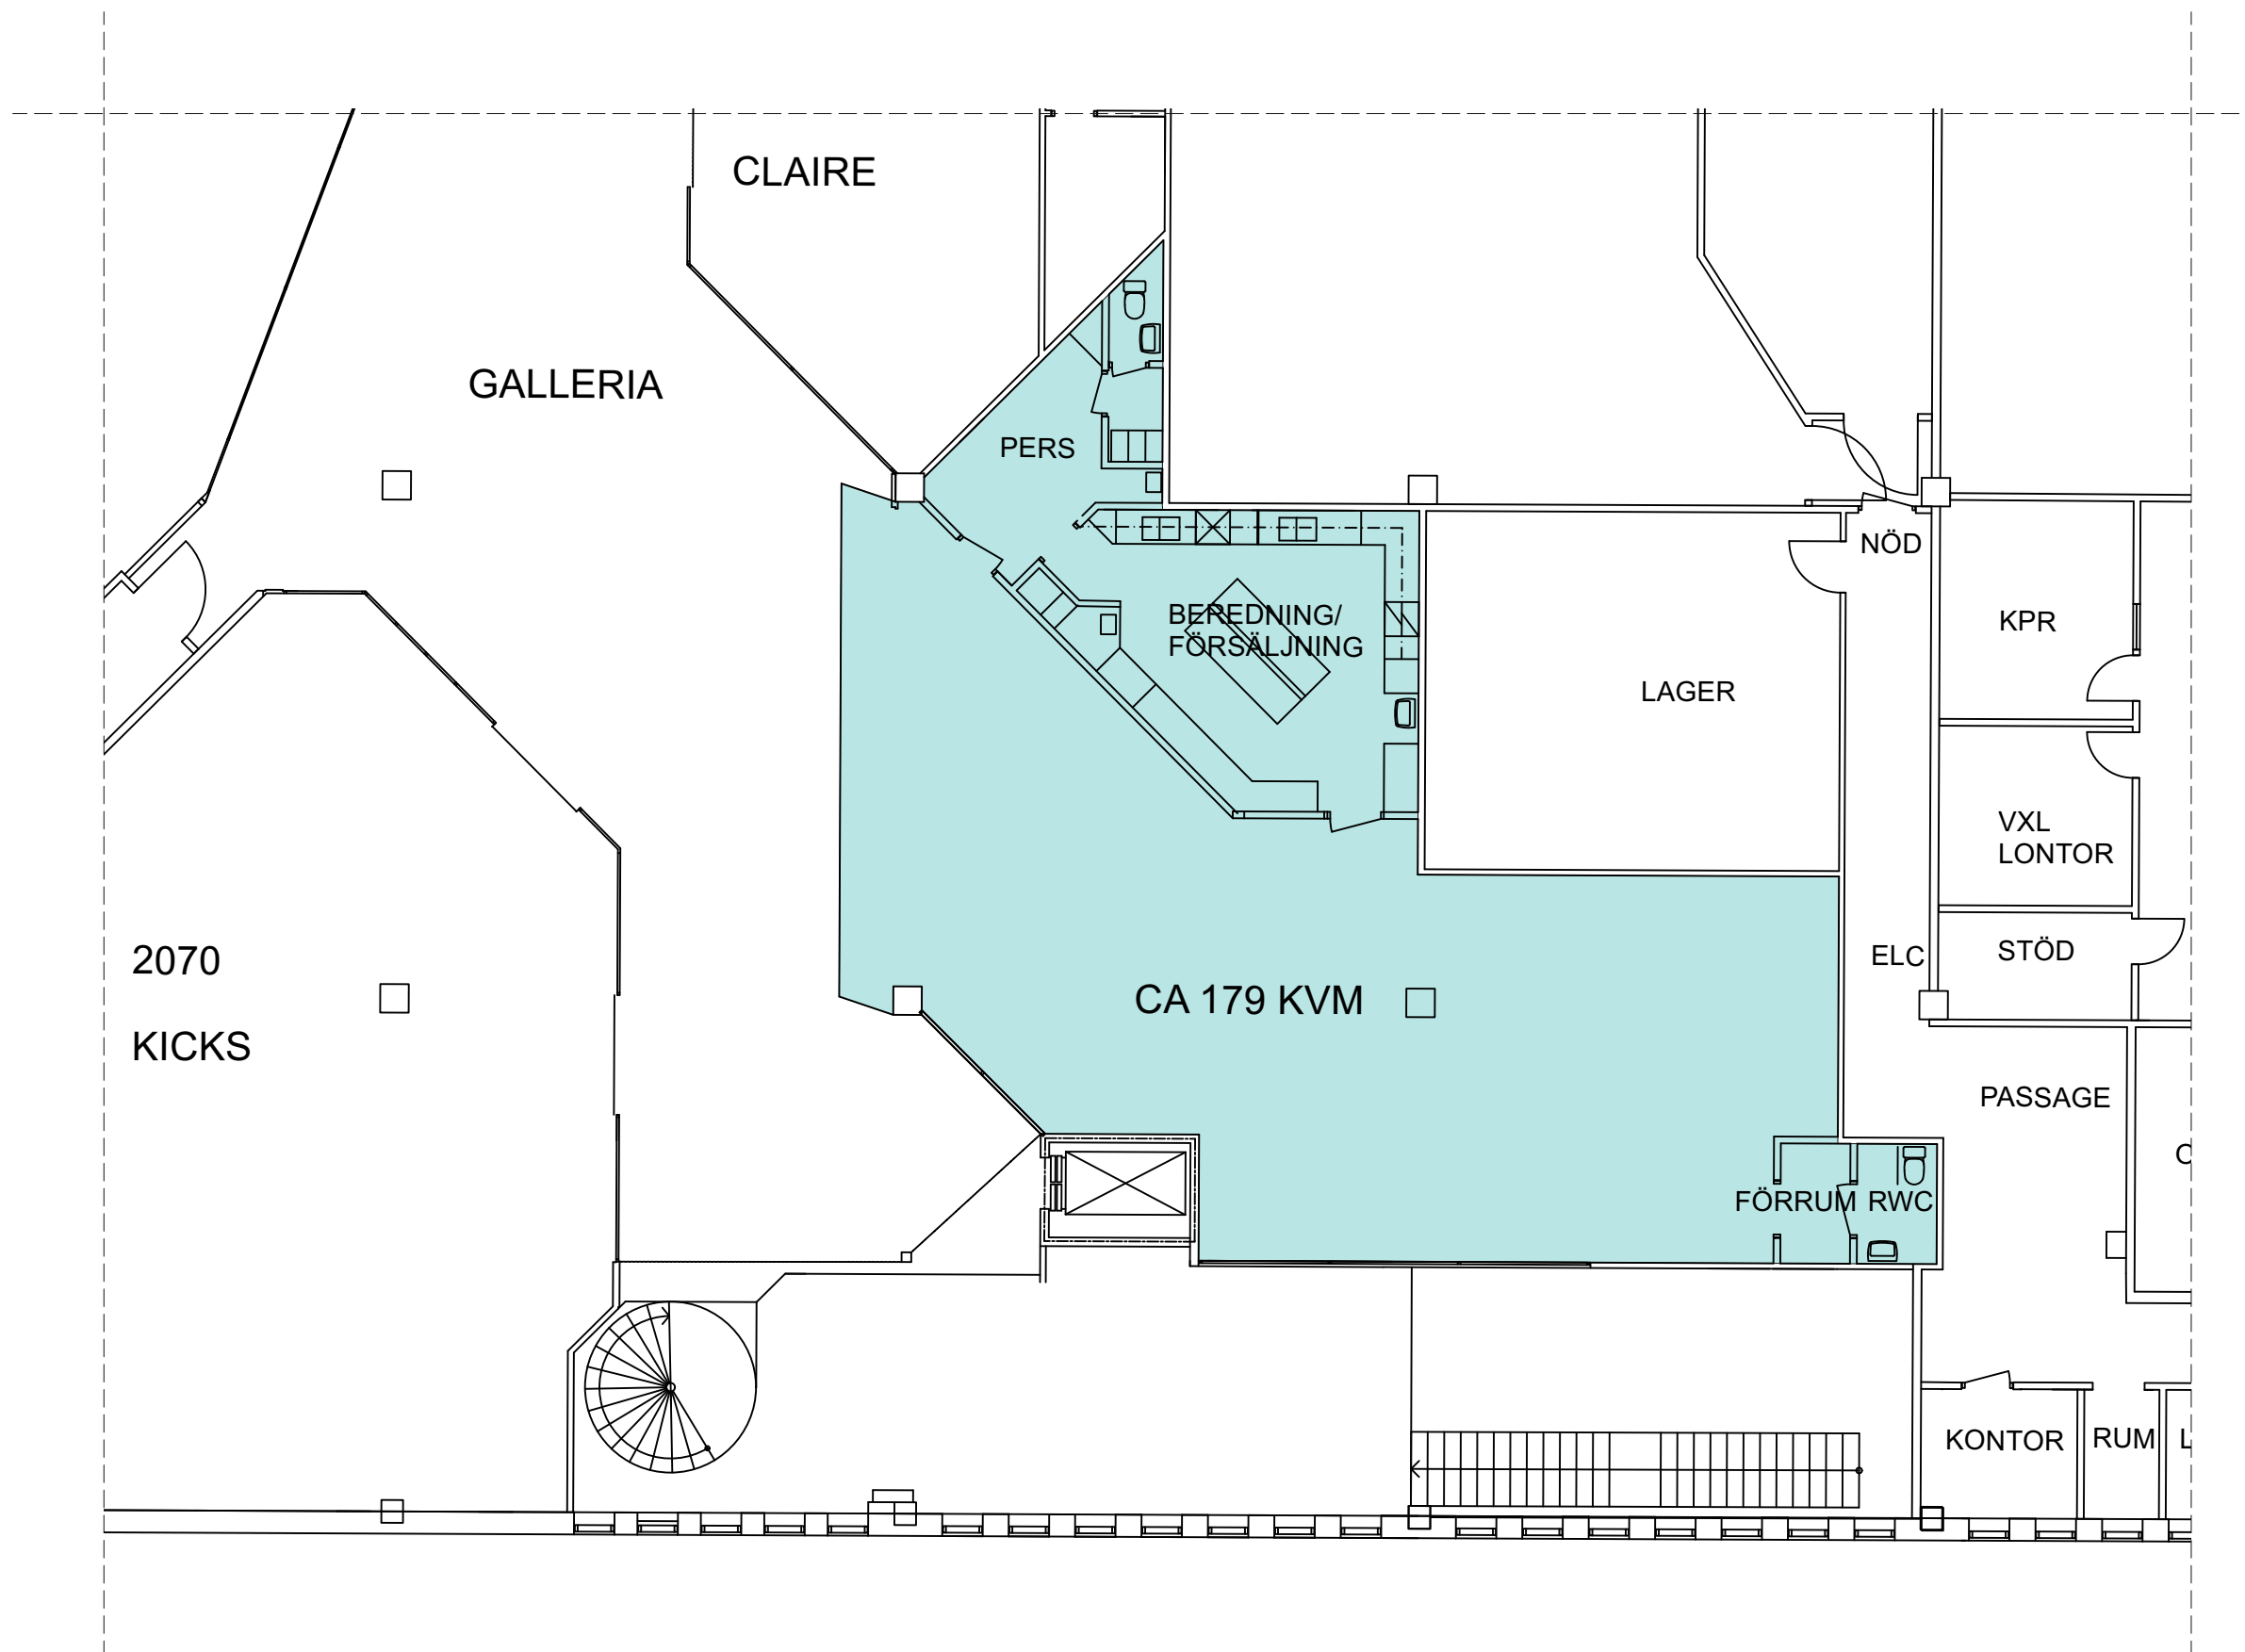 CLAIRE
GALLERIA
PERS
NÖD
BEREDNING/
FÖRSÄLJNING
KPR
LAGER
VXL
LONTOR
2070
KICKS
STÖD
ELC
CA 179 KVM
PASSAGE
FÖRRUM
RWC
KONTOR
RUM
L